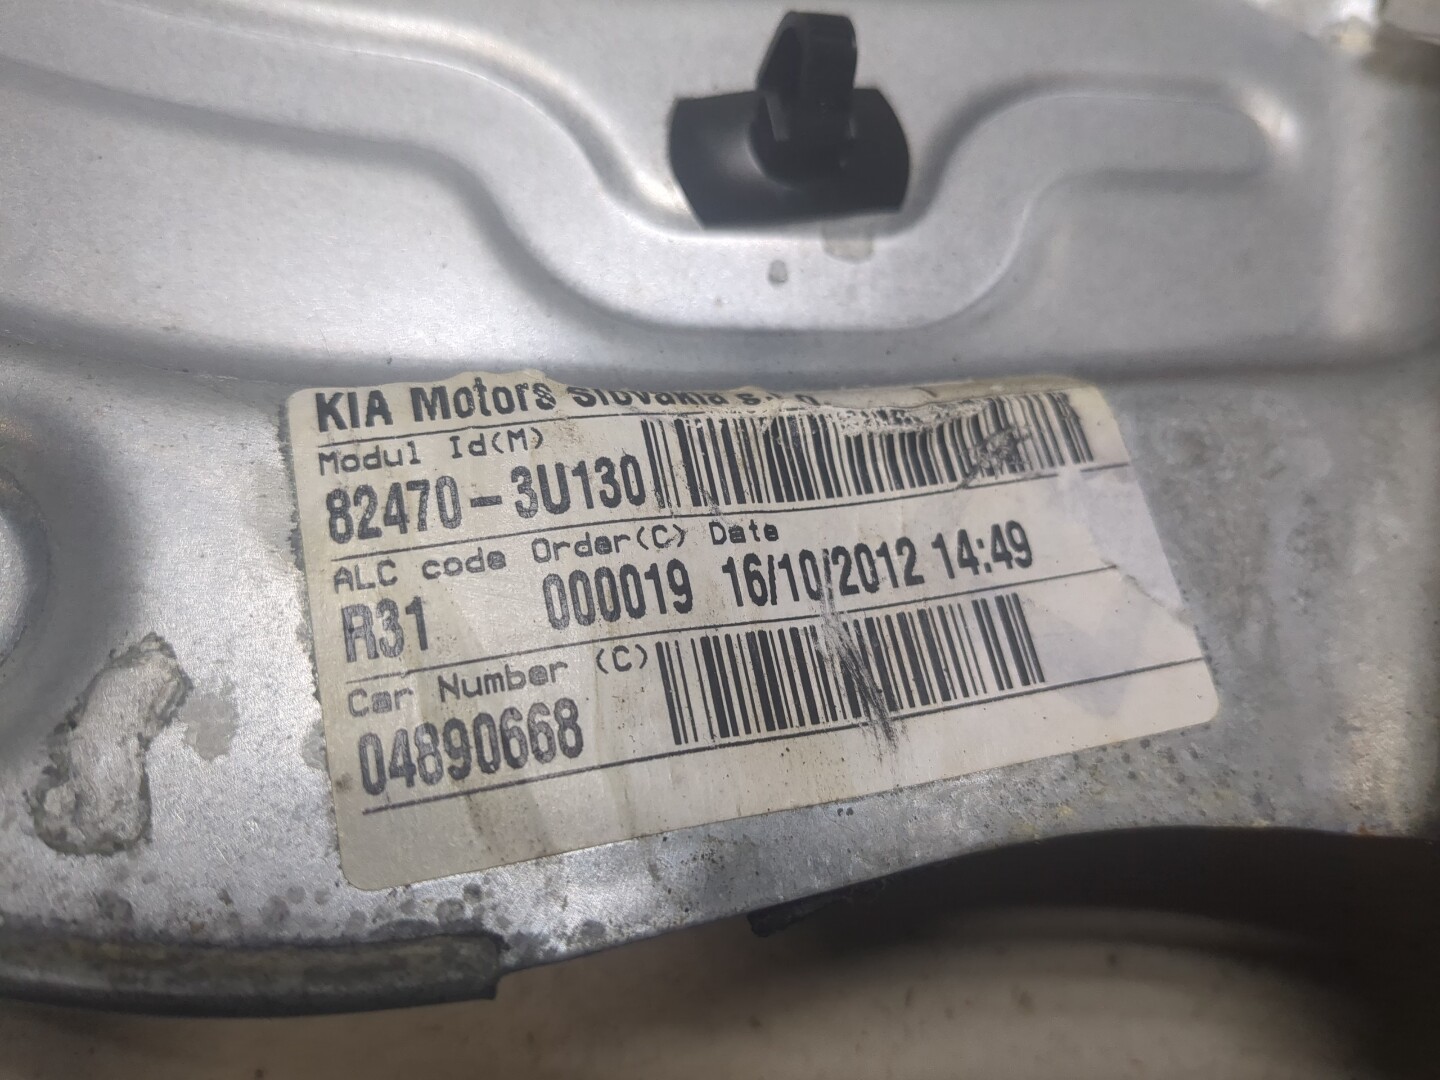 KIA Motors Slovakia s.r.o.
Modul Id(M)
82470-3U130
ALC code Order(C) Date
R31 000019 16/10/2012 14:49
Car Number (C)
04890668